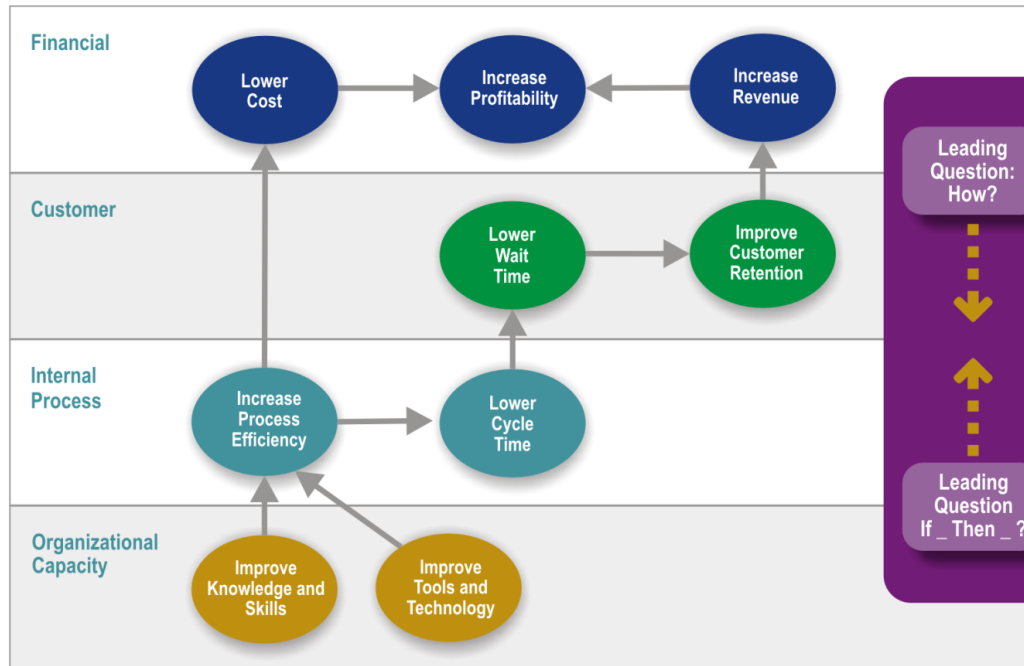 Financial
Lower
Cost
Increase
Profitability
Increase
Revenue
Leading
Question:
How?
Customer
Lower
Wait
Time
Improve
Customer
Retention
Internal
Process
Increase
Process
Efficiency
Lower
Cycle
Time
Leading
Question
If _ Then _ ?
Organizational
Capacity
Improve
Knowledge and
Skills
Improve
Tools and
Technology